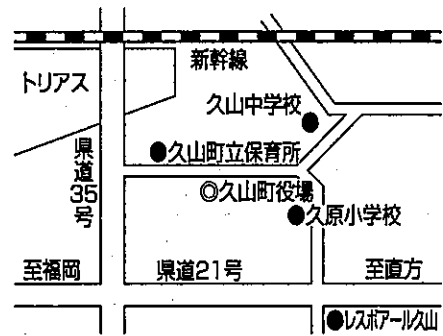 新幹線
トリアス
久山中学校
●久山町立保育所
県道35号
◎久山町役場
●久原小学校
至福岡
県道21号
至直方
●レスポアール久山